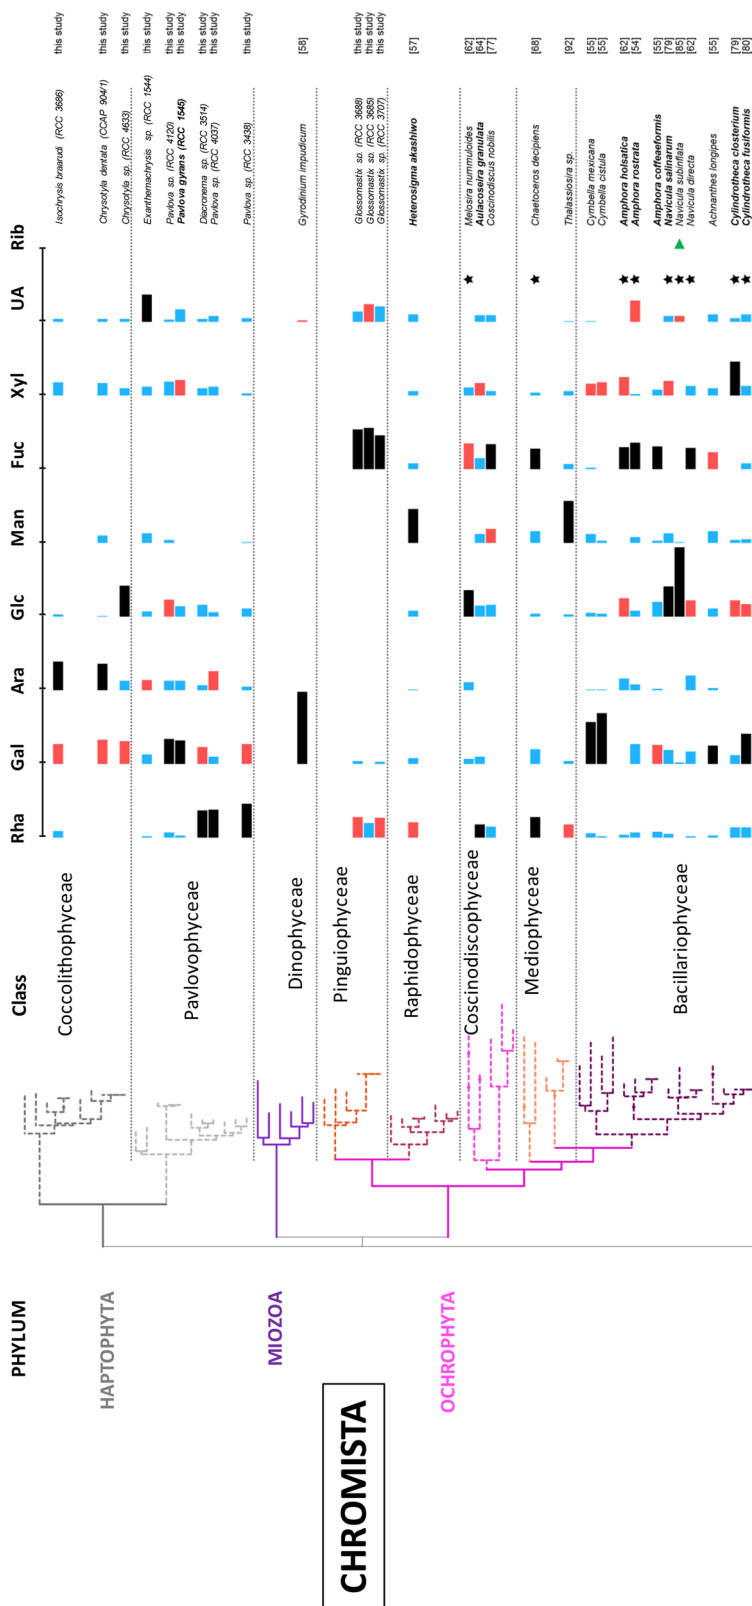 PHYLUM
Class
Rha
Gal
Ara
Glc
Man
Fuc
Xyl
UA
Rib
CHROMISTA
HAPTOPHYTA
MIOZOA
OCHROPHYTA
Coccolithophyceae
Pavlovophyceae
Dinophyceae
Pinguiophyceae
Raphidophyceae
Coscinodiscophyceae
Mediophyceae
Bacillariophyceae
Isochrysis braarudi (RCC 3686) this study
Chrysotyla dentata (CCAP 904/1) this study
Chrysotyla sp. (RCC 4633) this study
Exanthemachrysis sp. (RCC 1544) this study
Pavlova sp. (RCC 4120) this study
Pavlova gyrans (RCC 1545) this study
Diacronema sp. (RCC 3514) this study
Pavlova sp. (RCC 4037) this study
Pavlova sp. (RCC 3438) this study
Gyrodinium impudicum [58]
Glossomastix sp. (RCC 3688) this study
Glossomastix sp. (RCC 3685) this study
Glossomastix sp. (RCC 3707) this study
Heterosigma akashiwo [57]
Melosira nummuloides [62]
Aulacoseira granulata [64]
Coscinodiscus nobilis [77]
Chaetoceros decipiens [68]
Thalassiosira sp. [92]
Cymbella mexicana [55]
Cymbella cistula [55]
Amphora holsatica [62]
Amphora rostrata [54]
Amphora coffeaeformis [55]
Navicula salinarum [79]
Navicula subinflata [85]
Navicula directa [62]
Achnanthes longipes [55]
Cylindrotheca closterium [79]
Cylindrotheca fusiformis [80]